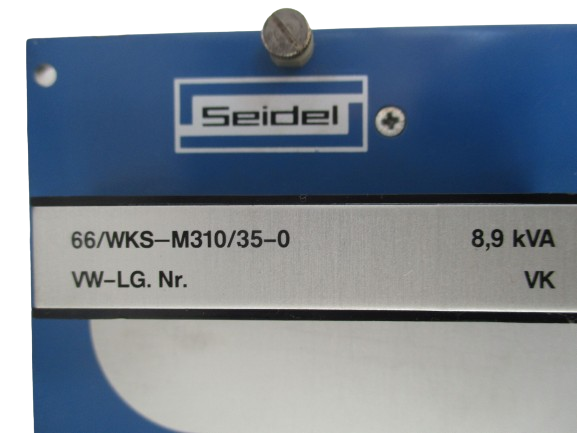 Seidel
66/WKS–M310/35–0 8,9 kVA
VW–LG. Nr. VK